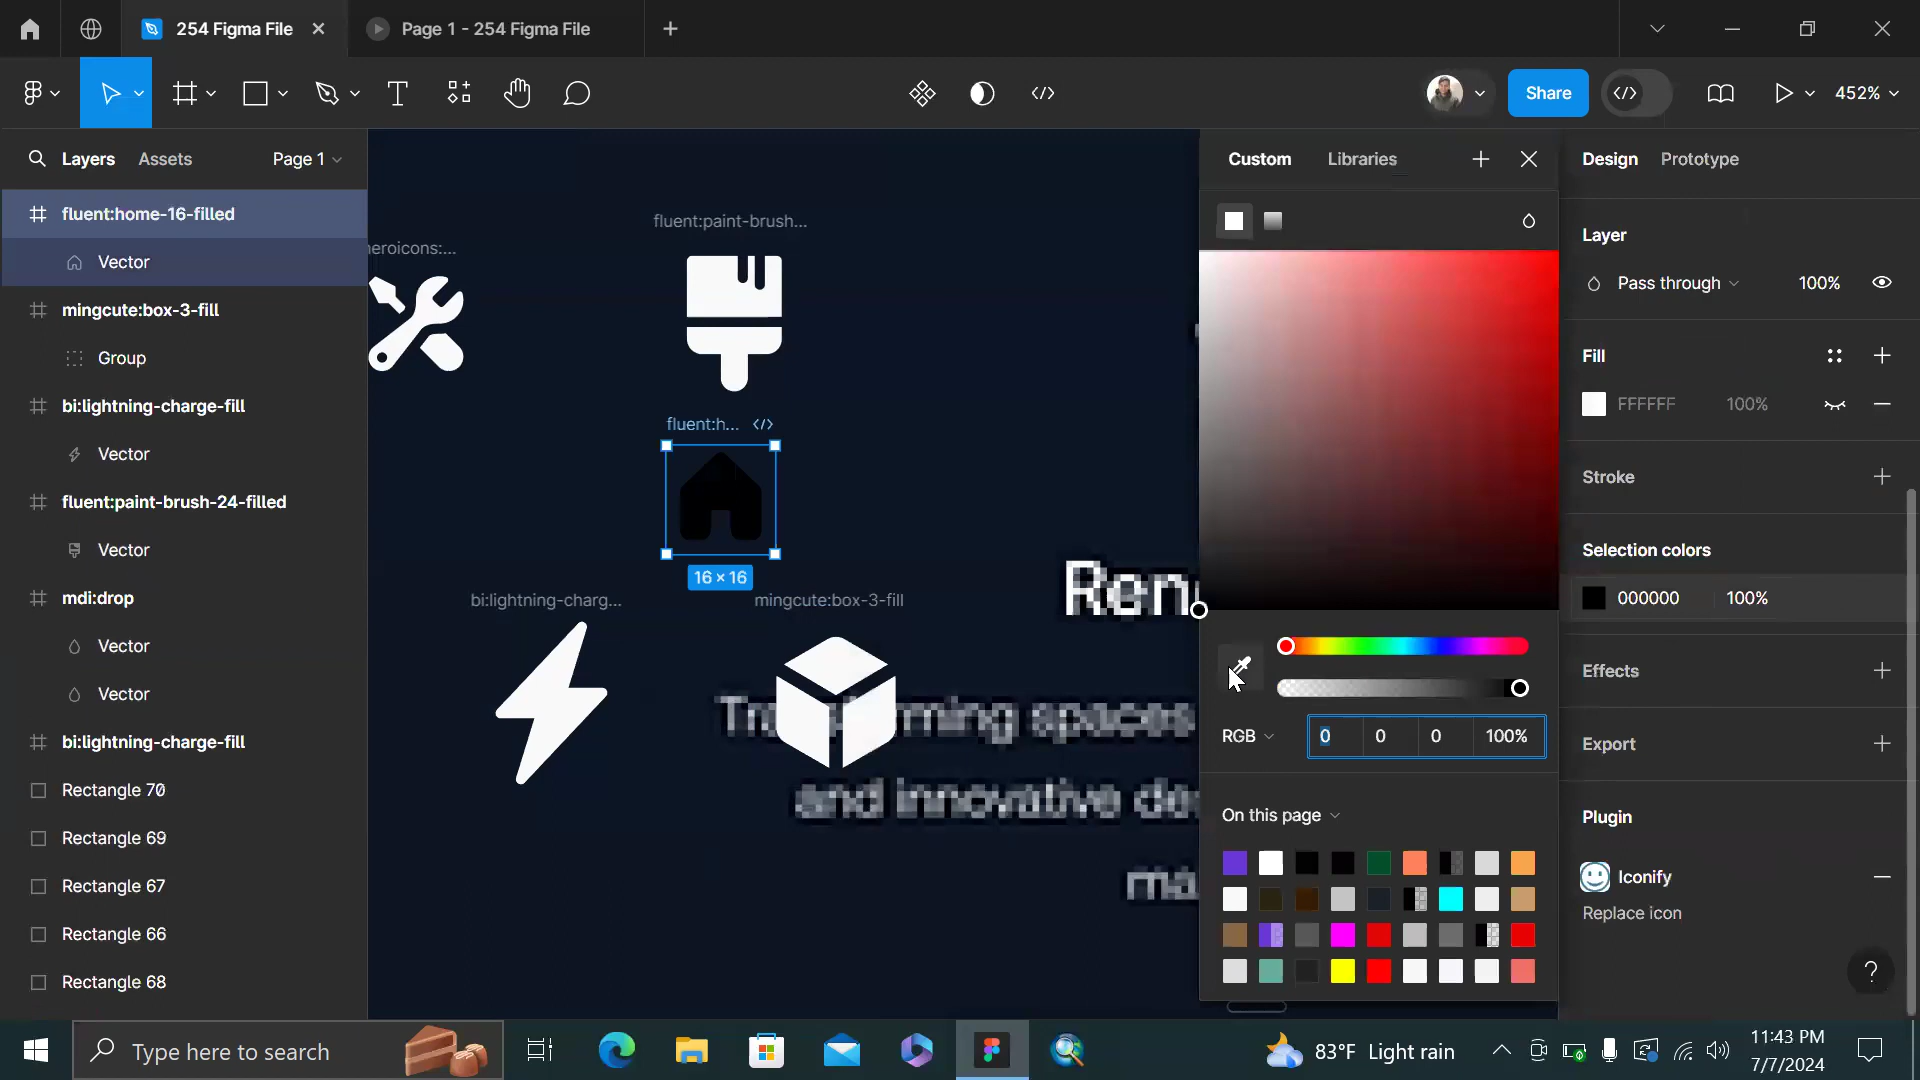 254 Figma File
Page 1 - 254 Figma File
Share
452%
Layers
Assets
Page 1
fluent:home-16-filled
Vector
mingcute:box-3-fill
Group
bi:lightning-charge-fill
Vector
fluent:paint-brush-24-filled
Vector
mdi:drop
Vector
Vector
bi:lightning-charge-fill
Rectangle 70
Rectangle 69
Rectangle 67
Rectangle 66
Rectangle 68
heroicons:...
fluent:paint-brush...
fluent:h...
16 × 16
bi:lightning-charg...
mingcute:box-3-fill
and innovative
Custom
Libraries
RGB
0
0
0
100%
On this page
Design
Prototype
Layer
Pass through
100%
Fill
FFFFFF
100%
Stroke
Selection colors
000000
100%
Effects
Export
Plugin
Iconify
Replace icon
?
Type here to search
83°F Light rain
11:43 PM
7/7/2024